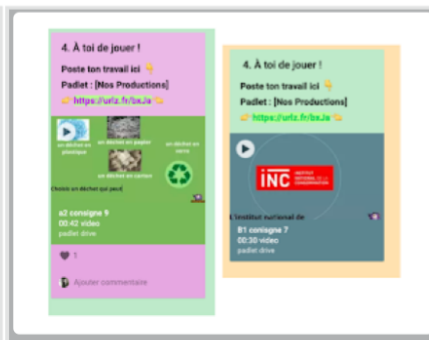 4. À toi de jouer !
Poste ton travail ici 👇
Padlet : [Nos Productions]
👉 https://urlz.fr/bxJa 👈
un déchet en plastique
un déchet en papier
un déchet en verre
un déchet en carton
Choisis un déchet qui peut
a2 consigne 9
00:42 video
padlet drive
1
Ajouter commentaire
4. À toi de jouer !
Poste ton travail ici 👇
Padlet : [Nos Productions]
👉 https://urlz.fr/bxJa 👈
INC
INSTITUT NATIONAL DE LA CONSOMMATION
L'institut national de
B1 consigne 7
00:30 video
padlet drive